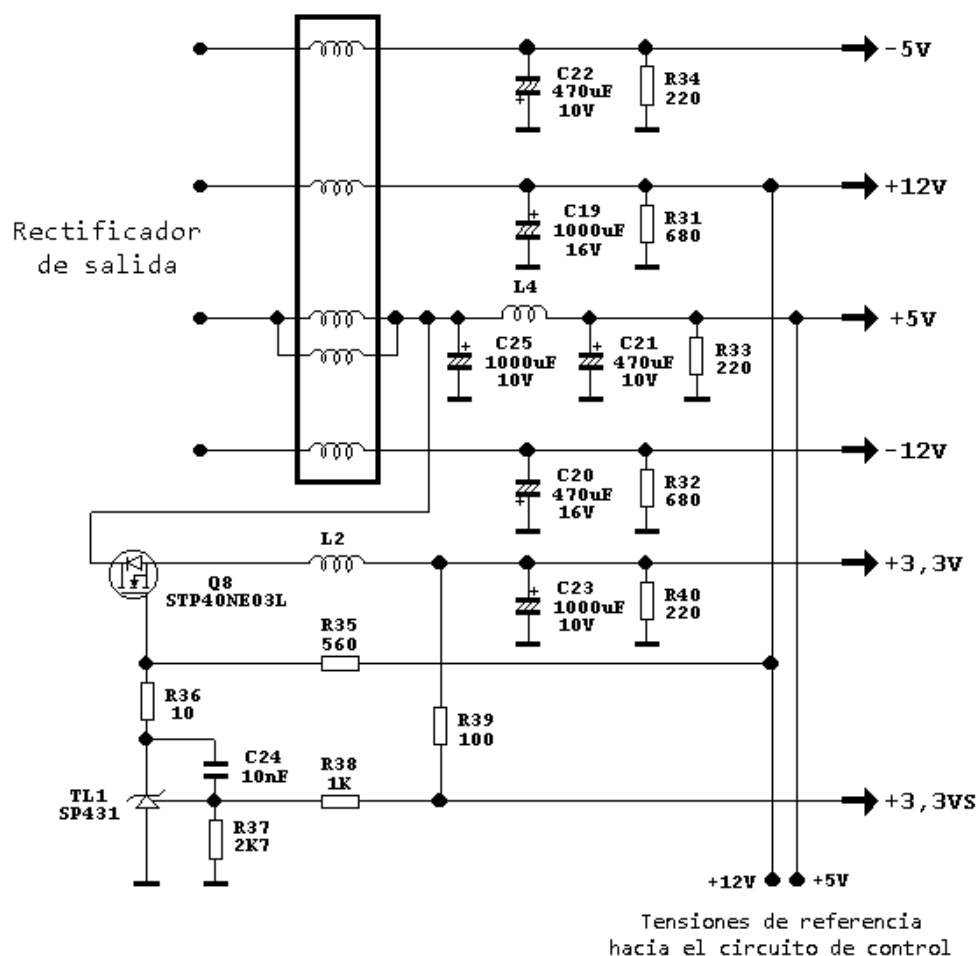 -5V
C22
470uF
10V
R34
220
+12V
C19
1000uF
16V
R31
680
Rectificador
de salida
L4
+5V
C25
1000uF
10V
C21
470uF
10V
R33
220
-12V
C20
470uF
16V
R32
680
L2
+3,3V
Q8
STP40NE03L
C23
1000uF
10V
R40
220
R35
560
R36
10
R39
100
C24
10nF
R38
1K
TL1
SP431
+3,3VS
R37
2K7
+12V
+5V
Tensiones de referencia
hacia el circuito de control